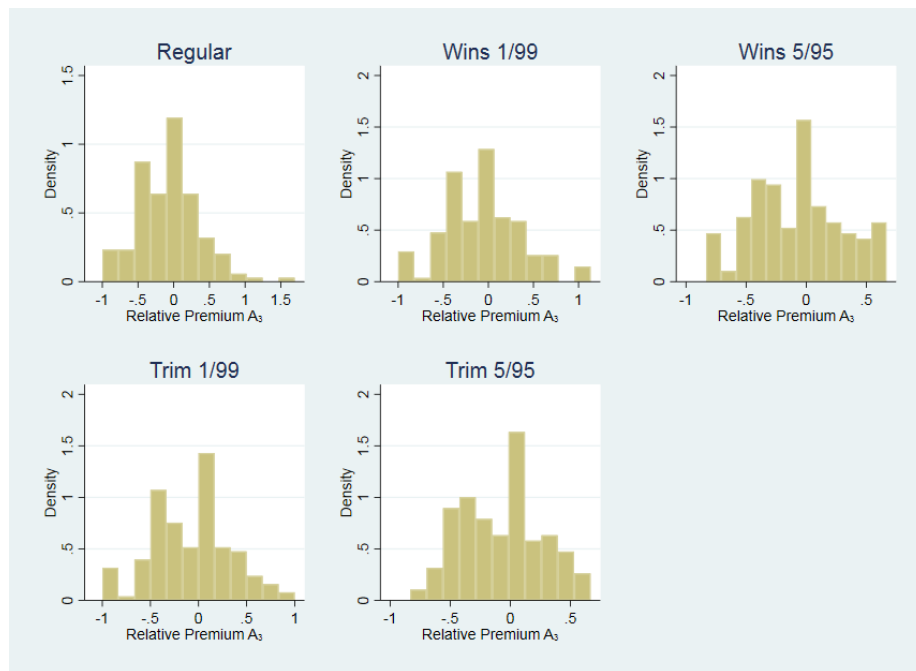 Regular
Wins 1/99
Wins 5/95
Density
0 .5 1 1.5
-1 -.5 0 .5 1 1.5
Relative Premium A₃
Density
0 .5 1 1.5 2
-1 -.5 0 .5 1
Relative Premium A₃
Density
0 .5 1 1.5 2
-1 -.5 0 .5
Relative Premium A₃
Trim 1/99
Trim 5/95
Density
0 .5 1 1.5 2
-1 -.5 0 .5 1
Relative Premium A₃
Density
0 .5 1 1.5 2
-1 -.5 0 .5
Relative Premium A₃